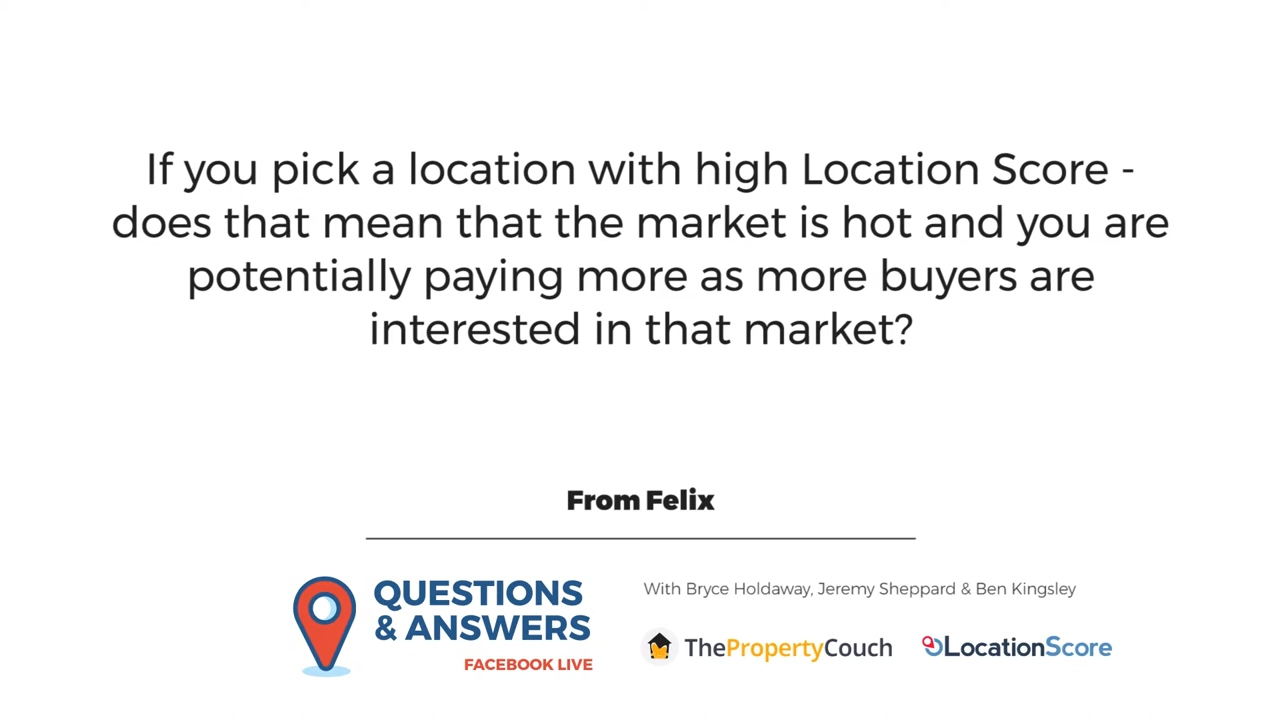 If you pick a location with high Location Score -
does that mean that the market is hot and you are
potentially paying more as more buyers are
interested in that market?
From Felix
QUESTIONS
& ANSWERS
FACEBOOK LIVE
With Bryce Holdaway, Jeremy Sheppard & Ben Kingsley
ThePropertyCouch
LocationScore